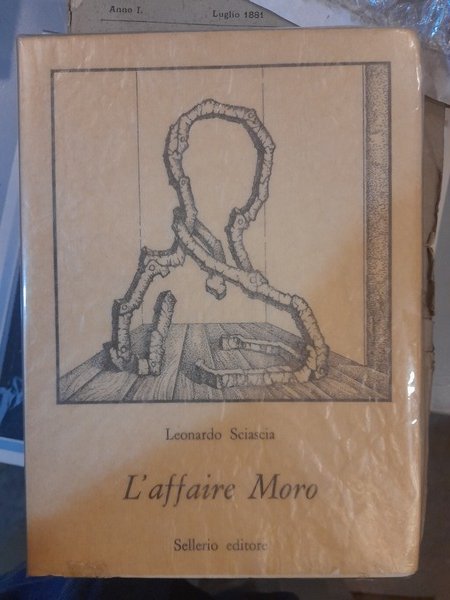 Anno I.
Luglio 1881
Leonardo Sciascia
L'affaire Moro
Sellerio editore